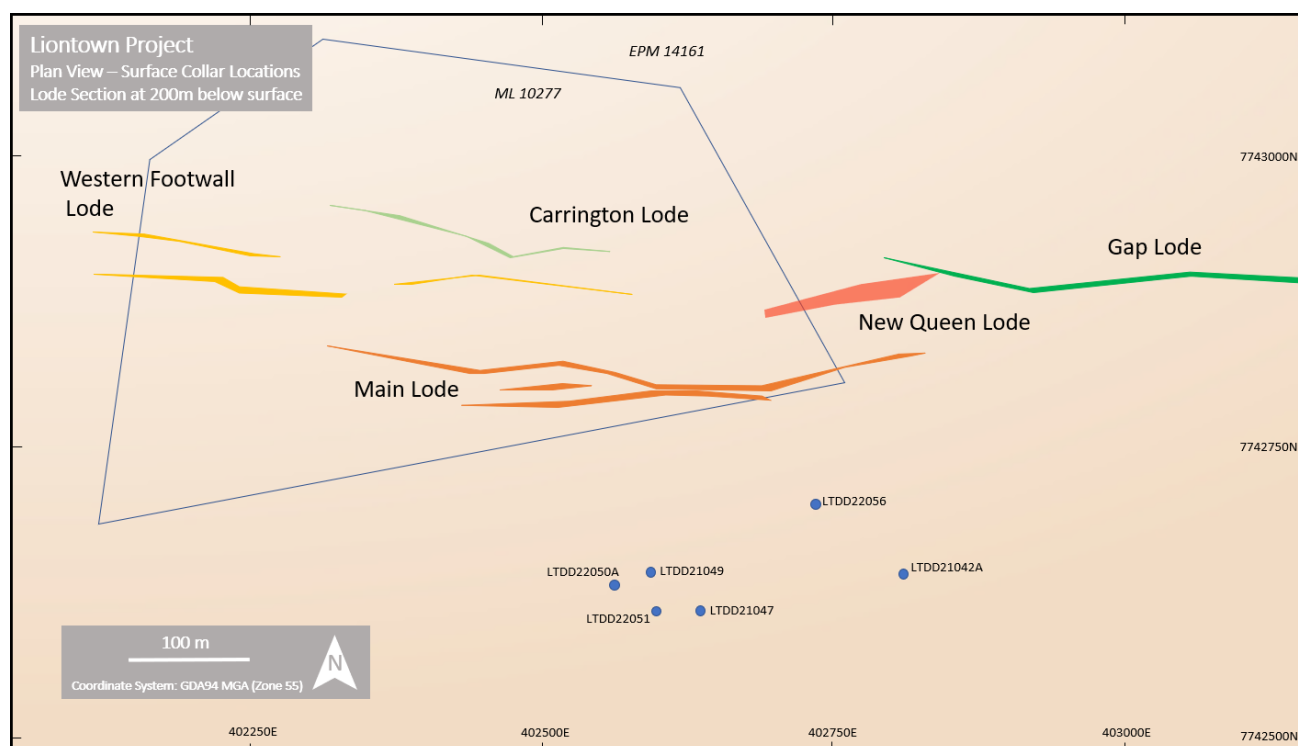 Liontown Project
Plan View – Surface Collar Locations
Lode Section at 200m below surface
EPM 14161
ML 10277
7743000N
Western Footwall
Lode
Carrington Lode
Gap Lode
New Queen Lode
Main Lode
7742750N
LTDD22056
LTDD22050A
LTDD21049
LTDD21042A
LTDD22051
LTDD21047
100 m
N
Coordinate System: GDA94 MGA (Zone 55)
402250E
402500E
402750E
403000E
7742500N